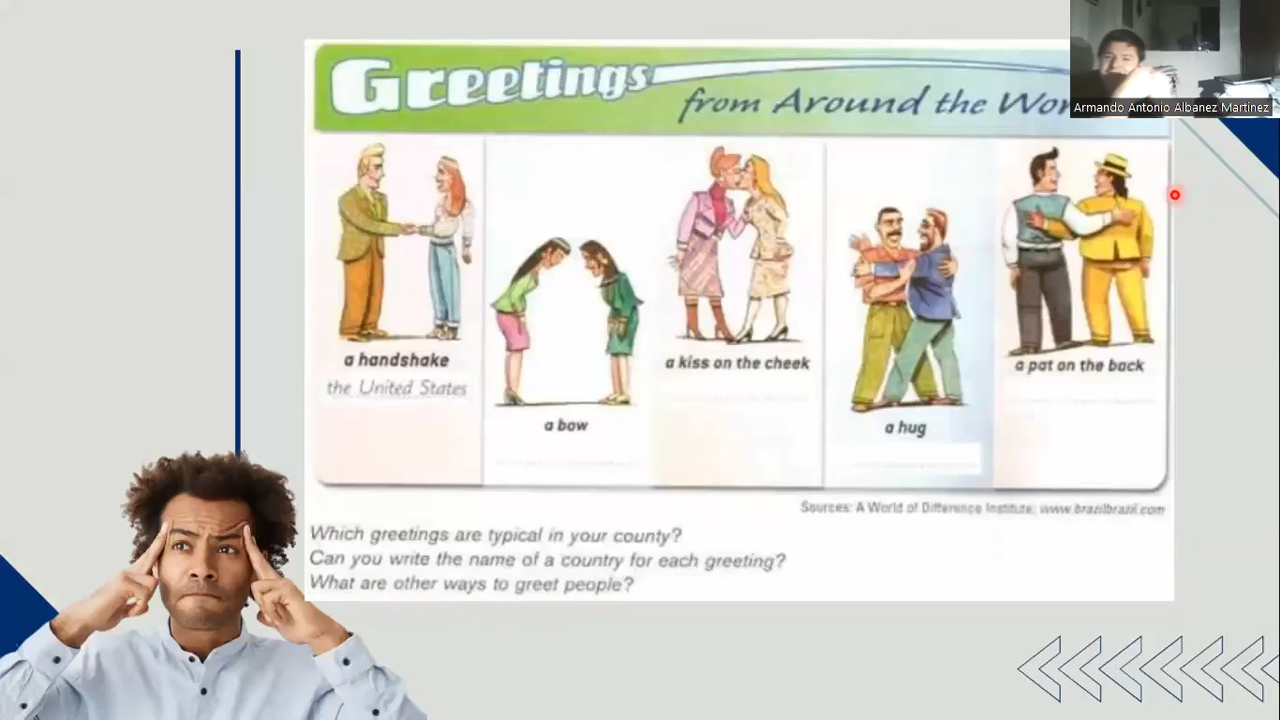 Greetings
from Around the Wor
Armando Antonio Albanez Martinez
a handshake
the United States
a bow
a kiss on the cheek
a hug
a pat on the back
Sources: A World of Difference Institute; www.brazilbrazil.com
Which greetings are typical in your county?
Can you write the name of a country for each greeting?
What are other ways to greet people?